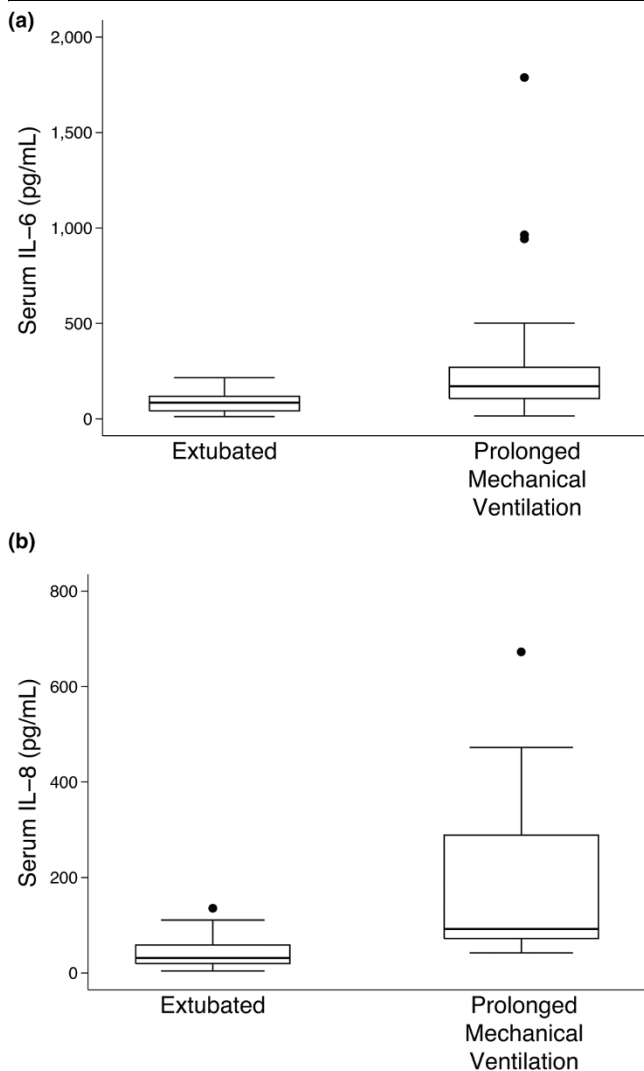 (a)
2,000
1,500
1,000
500
0
Serum IL−6 (pg/mL)
Extubated
Prolonged
Mechanical
Ventilation
(b)
800
600
400
200
0
Serum IL−8 (pg/mL)
Extubated
Prolonged
Mechanical
Ventilation